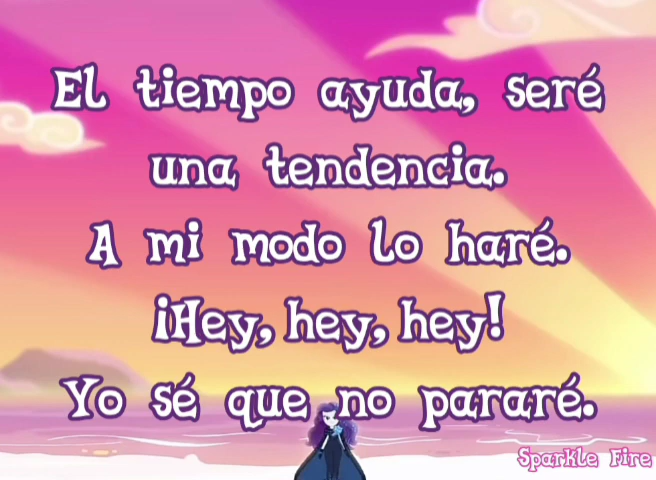 El tiempo ayuda, seré
una tendencia.
A mi modo lo haré.
¡Hey, hey, hey!
Yo sé que no pararé.
Sparkle Fire